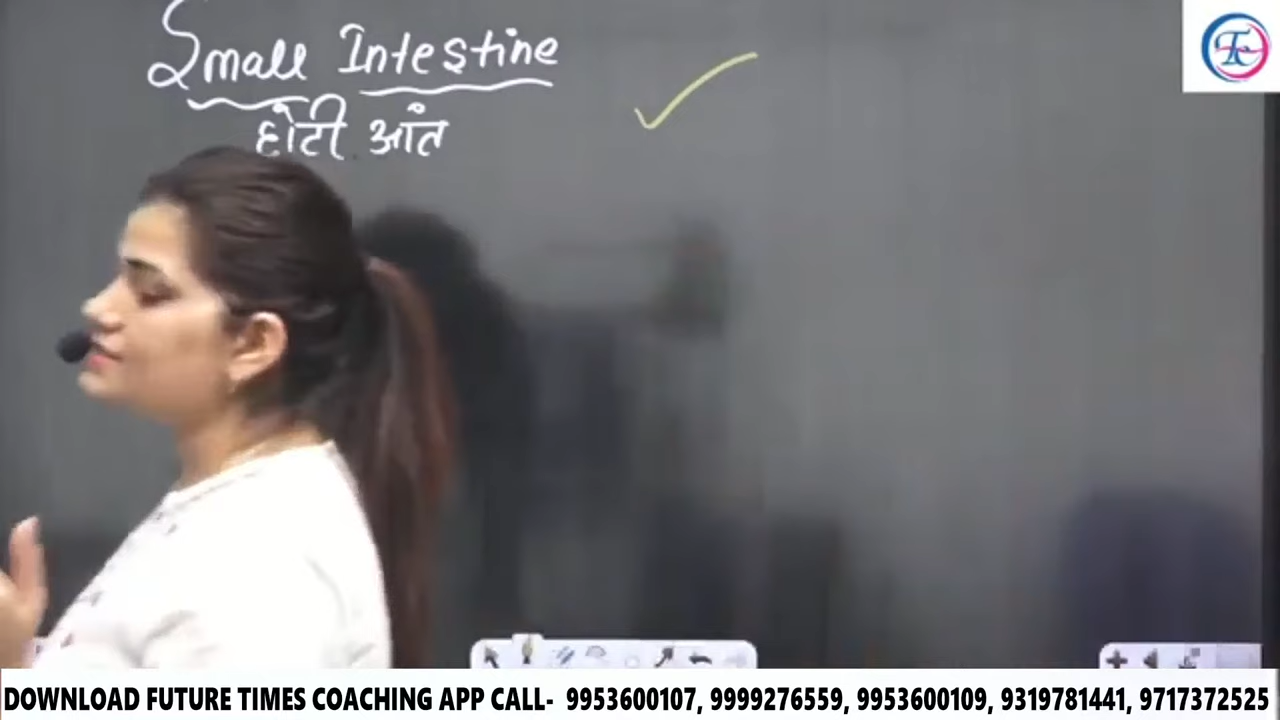 Small Intestine
छोटी आंत
DOWNLOAD FUTURE TIMES COACHING APP CALL- 9953600107, 9999276559, 9953600109, 9319781441, 9717372525